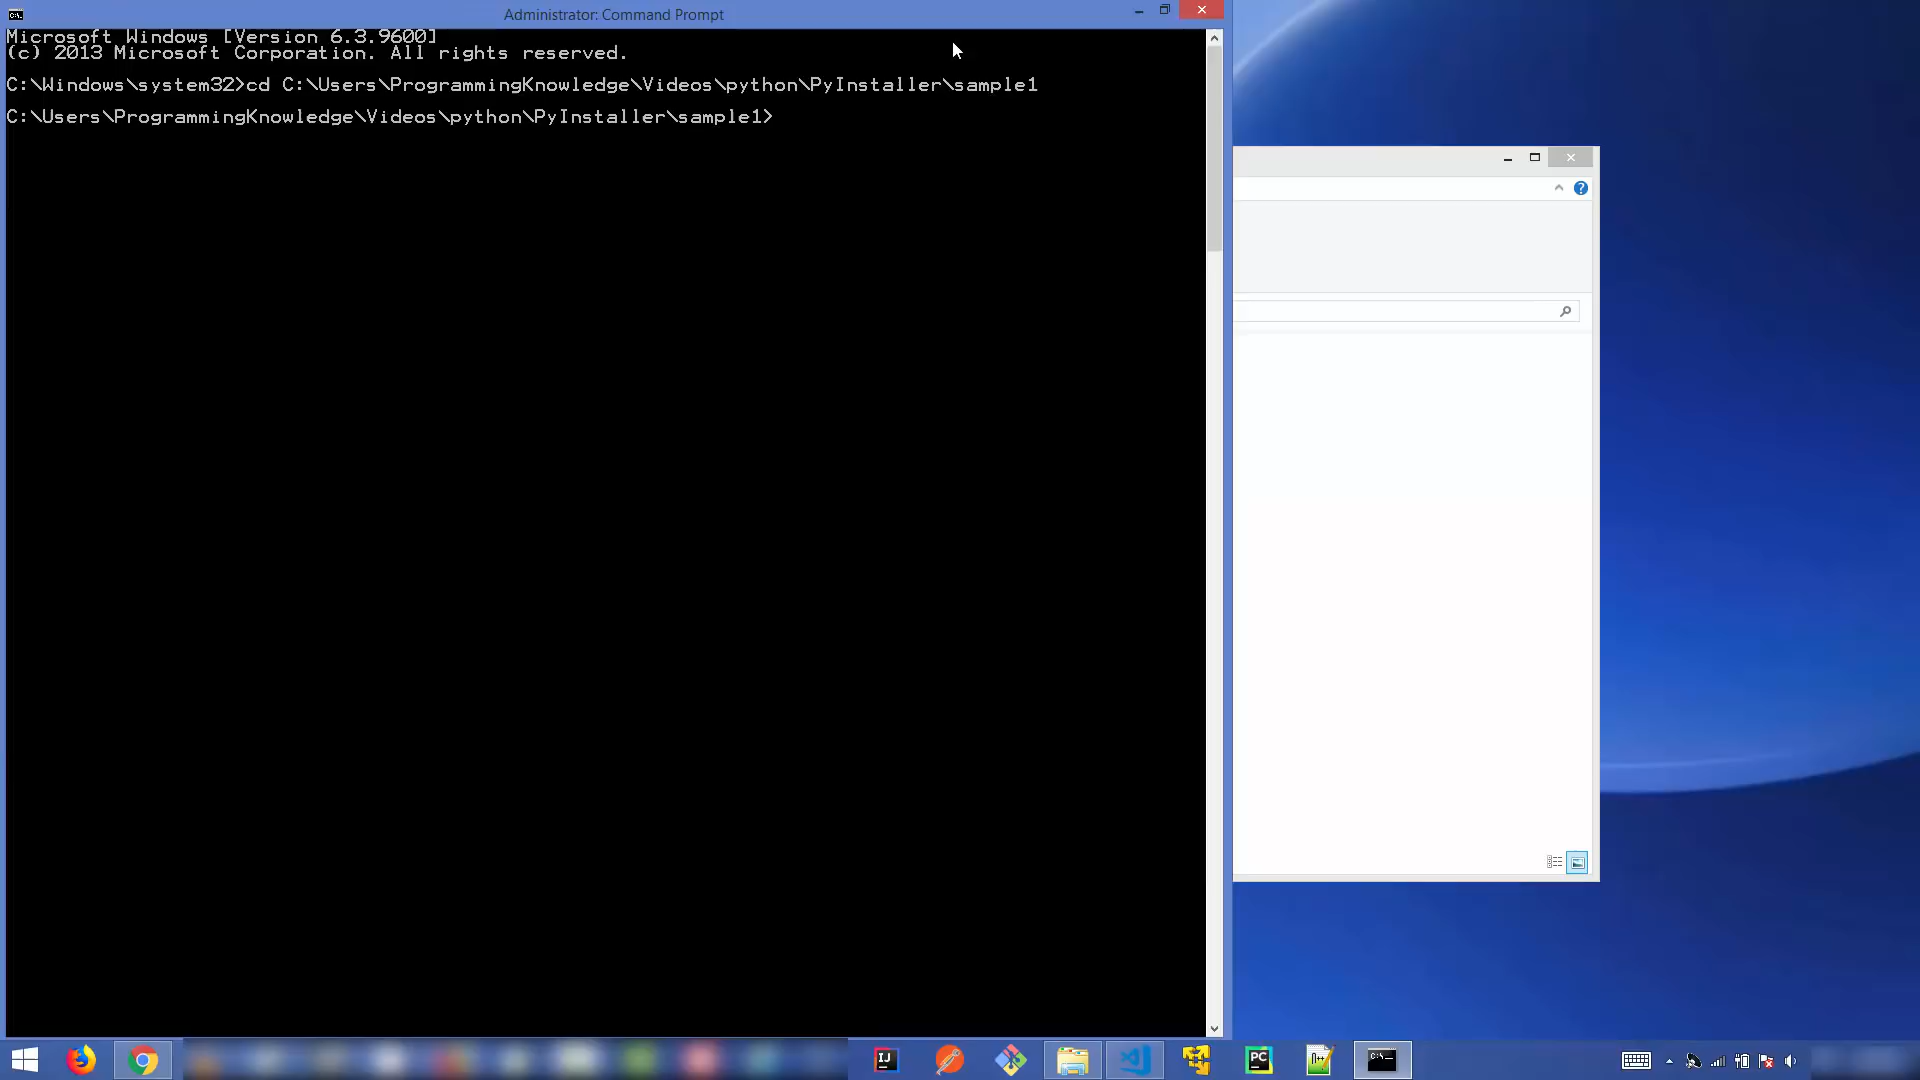 Administrator: Command Prompt
Microsoft Windows [Version 6.3.9600]
(c) 2013 Microsoft Corporation. All rights reserved.
C:\Windows\system32>cd C:\Users\ProgrammingKnowledge\Videos\python\PyInstaller\sample1
C:\Users\ProgrammingKnowledge\Videos\python\PyInstaller\sample1>